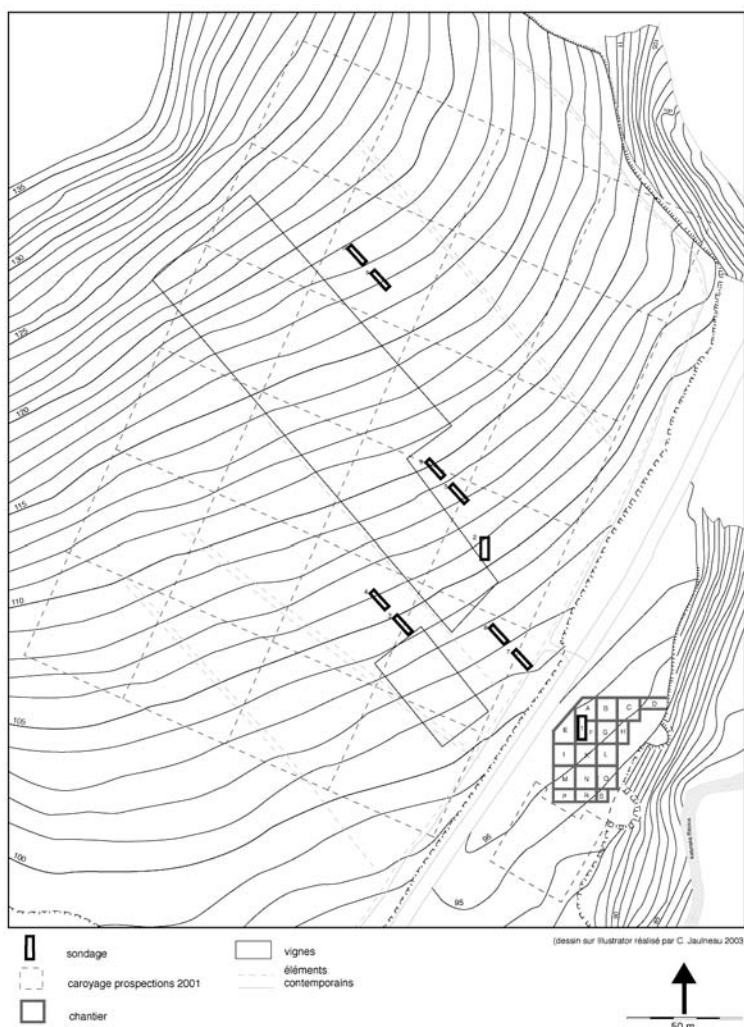 135
130
125
120
115
110
105
100
96
95
A B C D
E F G H
I L
M N O
sondage
caroyage prospections 2001
chantier
vignes
éléments
contemporains
(dessin sur Illustrator réalisé par C. Jaulneau 2003
50 m